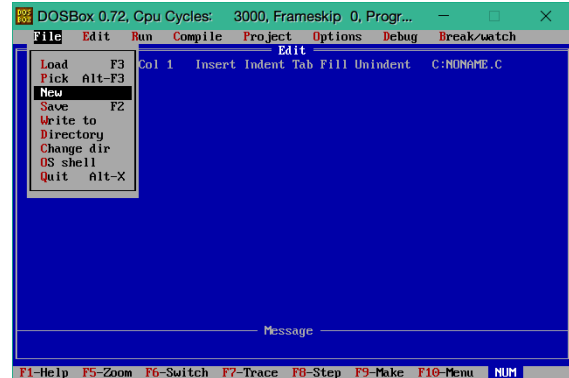 DOSBox 0.72, Cpu Cycles: 3000, Frameskip 0, Progr...
File Edit Run Compile Project Options Debug Break/watch
Edit
Col 1 Insert Indent Tab Fill Unindent C:NONAME.C
Load F3
Pick Alt-F3
New
Save F2
Write to
Directory
Change dir
OS shell
Quit Alt-X
Message
F1-Help F5-Zoom F6-Switch F7-Trace F8-Step F9-Make F10-Menu NUM